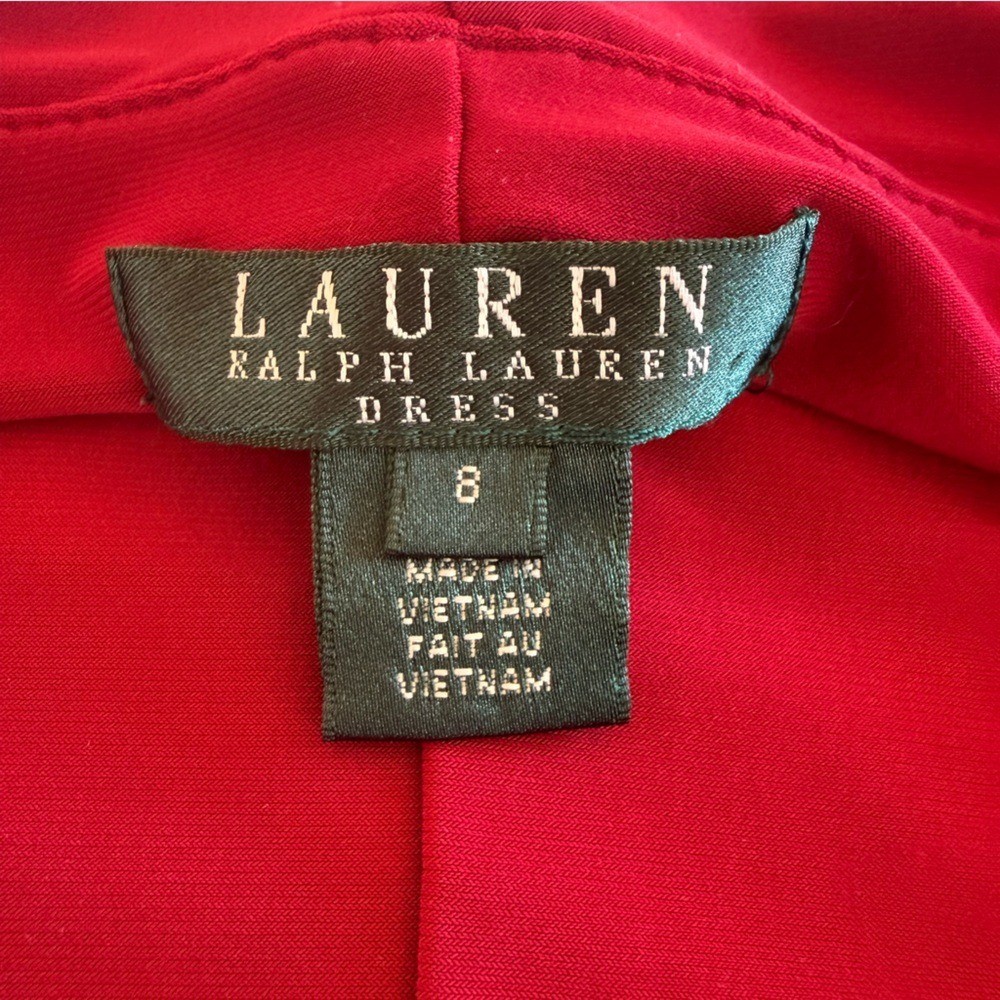 LAUREN
RALPH LAUREN
DRESS
8
MADE IN
VIETNAM
FAIT AU
VIETNAM